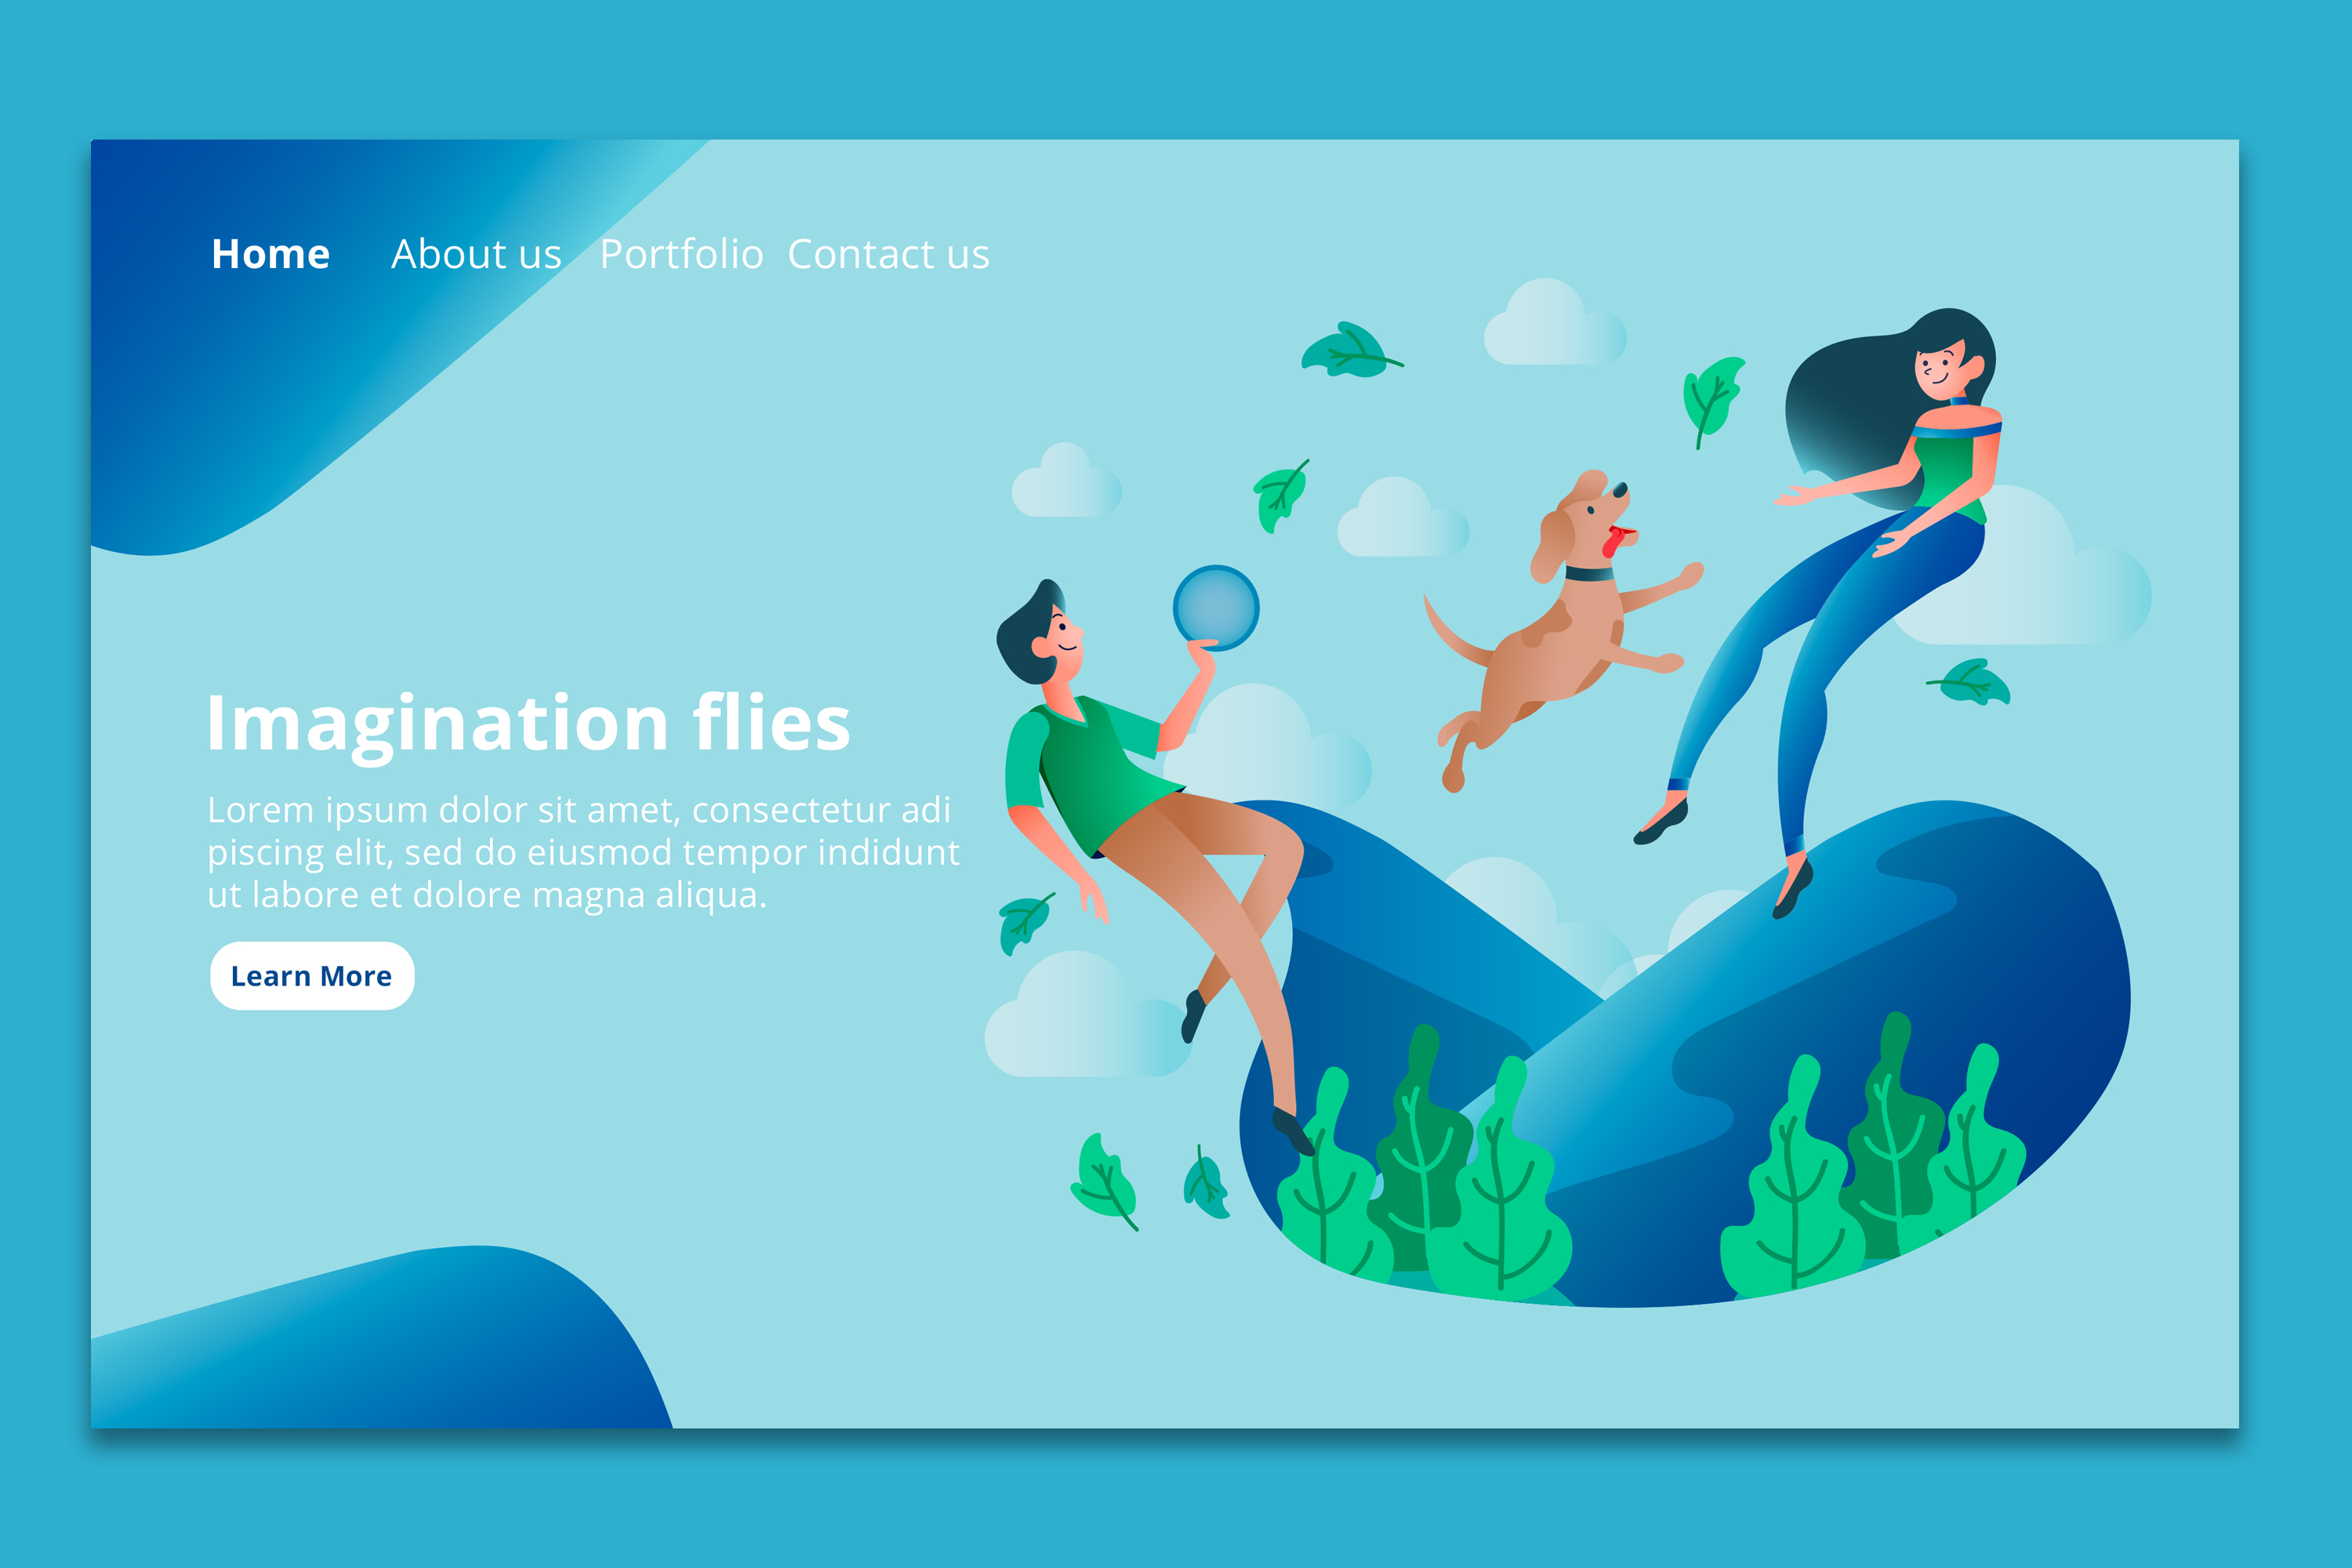 Home About us Portfolio Contact us
Imagination flies
Lorem ipsum dolor sit amet, consectetur adi
piscing elit, sed do eiusmod tempor indidunt
ut labore et dolore magna aliqua.
Learn More